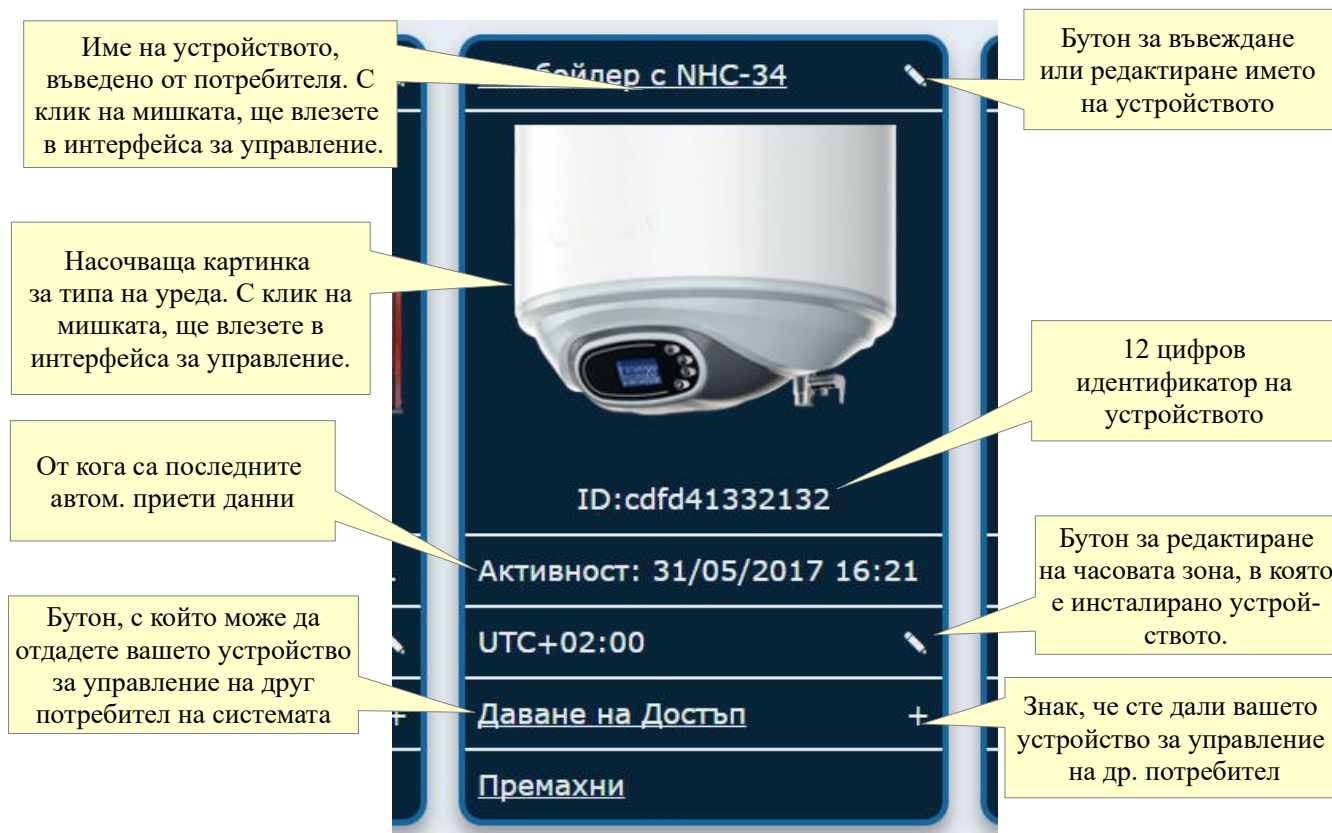 Име на устройството,
въведено от потребителя. С
клик на мишката, ще влезете
в интерфейса за управление.
с NHC-34
Бутон за въвеждане
или редактиране името
на устройството
Насочваща картинка
за типа на уреда. С клик на
мишката, ще влезете в
интерфейса за управление.
12 цифров
идентификатор на
устройството
От кога са последните
автом. приети данни
ID:cdfd41332132
Активност: 31/05/2017 16:21
Бутон за редактиране
на часовата зона, в която
е инсталирано устрой-
ството.
UTC+02:00
Бутон, с който може да
отдадете вашето устройство
за управление на друг
потребител на системата
Даване на Достъп +
Знак, че сте дали вашето
устройство за управление
на др. потребител
Премахни